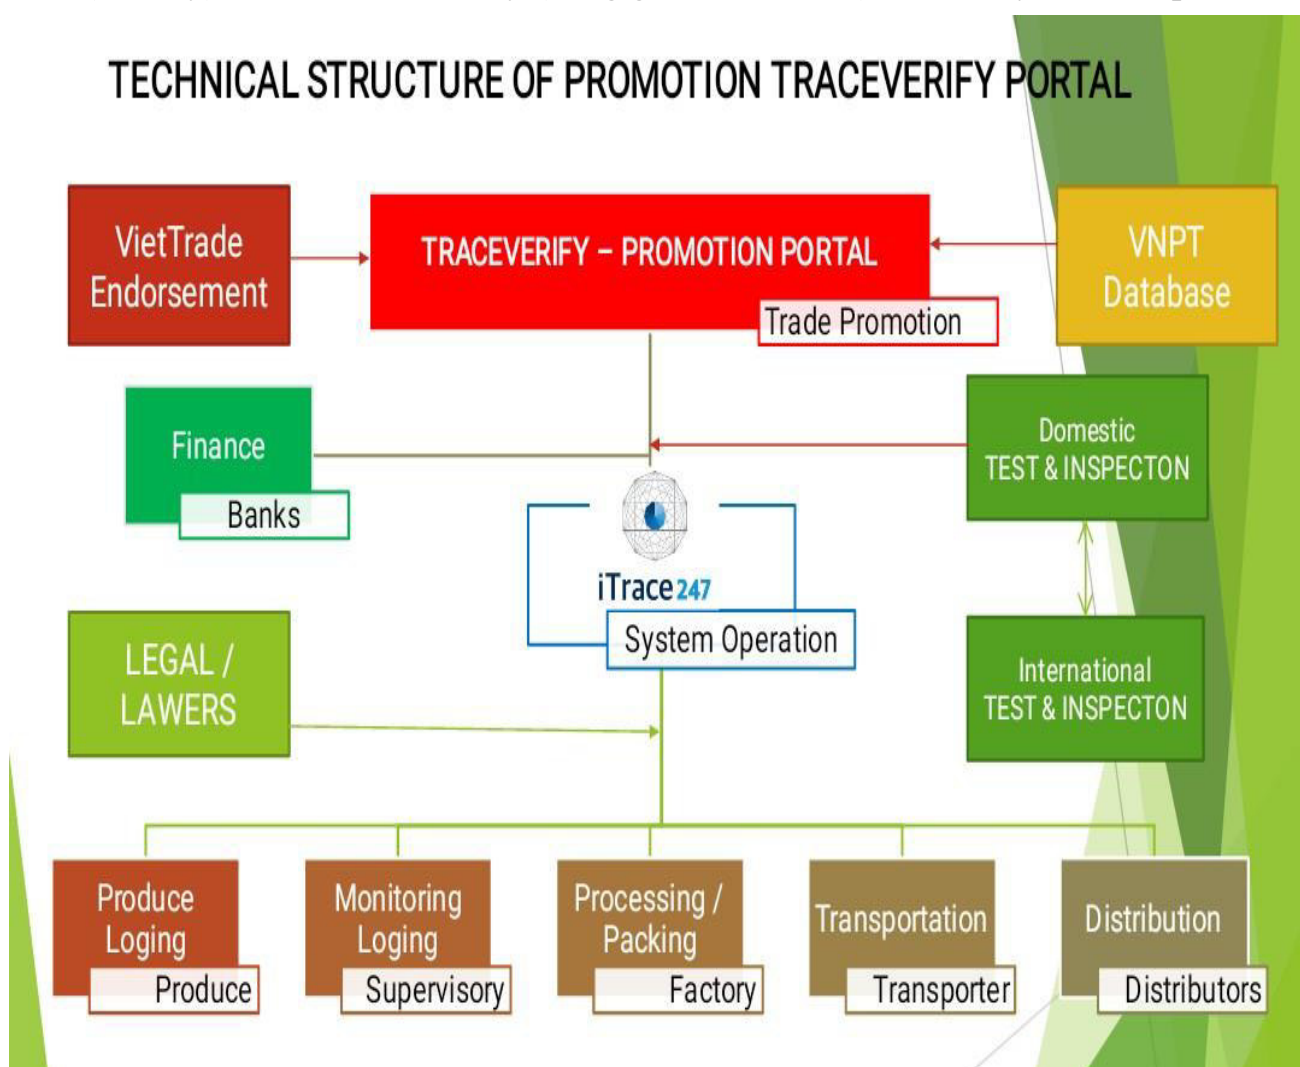 TECHNICAL STRUCTURE OF PROMOTION TRACEVERIFY PORTAL
VietTrade
Endorsement
TRACEVERIFY – PROMOTION PORTAL
Trade Promotion
VNPT
Database
Finance
Banks
Domestic
TEST & INSPECTON
iTrace247
System Operation
LEGAL /
LAWERS
International
TEST & INSPECTON
Produce
Loging
Produce
Monitoring
Loging
Supervisory
Processing /
Packing
Factory
Transportation
Transporter
Distribution
Distributors